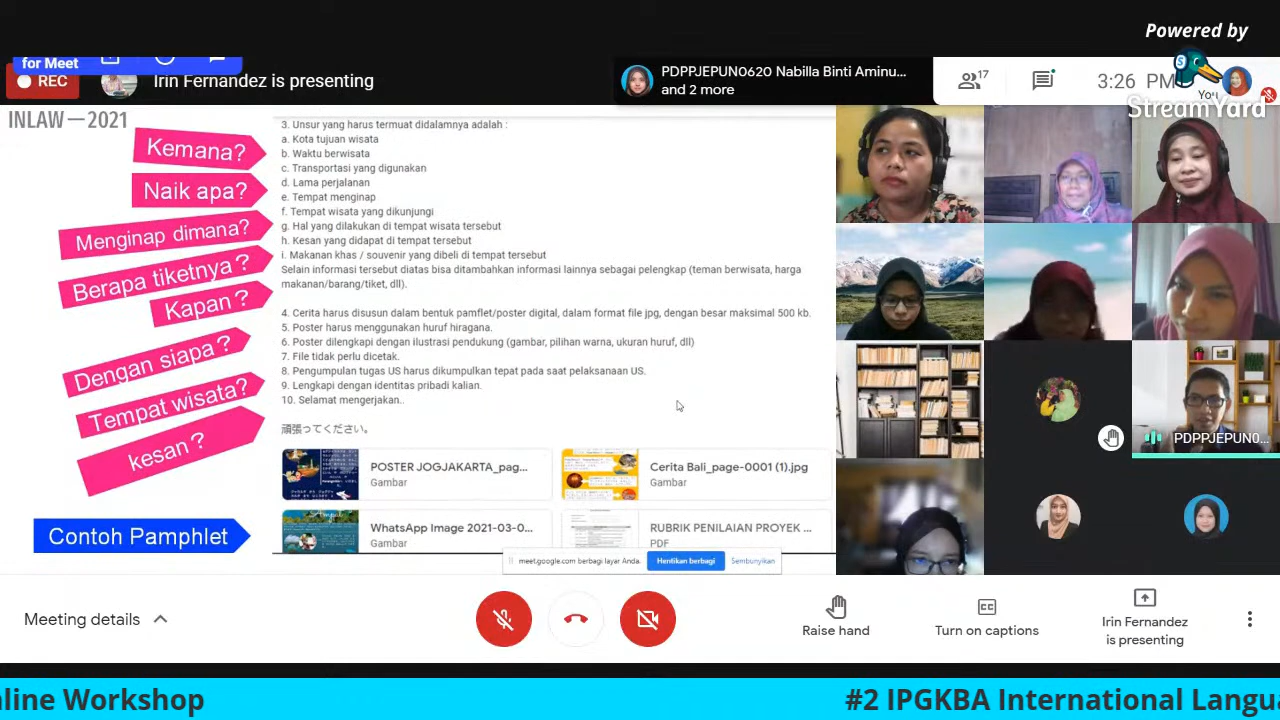 Powered by
StreamYard
for Meet
REC
Irin Fernandez is presenting
PDPPJEPUN0620 Nabilla Binti Aminu...
and 2 more
17
3:26 PM
You
INLAW—2021
Kemana?
Naik apa?
Menginap dimana?
Berapa tiketnya?
Kapan?
Dengan siapa?
Tempat wisata?
kesan?
Contoh Pamphlet
3. Unsur yang harus termuat didalamnya adalah :
a. Kota tujuan wisata
b. Waktu berwisata
c. Transportasi yang digunakan
d. Lama perjalanan
e. Tempat menginap
f. Tempat wisata yang dikunjungi
g. Hal yang dilakukan di tempat wisata tersebut
h. Kesan yang didapat di tempat tersebut
i. Makanan khas / souvenir yang dibeli di tempat tersebut
Selain informasi tersebut diatas bisa ditambahkan informasi lainnya sebagai pelengkap (teman berwisata, harga
makanan/barang/tiket, dll).
4. Cerita harus disusun dalam bentuk pamflet/poster digital, dalam format file jpg, dengan besar maksimal 500 kb.
5. Poster harus menggunakan huruf hiragana.
6. Poster dilengkapi dengan ilustrasi pendukung (gambar, pilihan warna, ukuran huruf, dll)
7. File tidak perlu dicetak.
8. Pengumpulan tugas US harus dikumpulkan tepat pada saat pelaksanaan US.
9. Lengkapi dengan identitas pribadi kalian.
10. Selamat mengerjakan..
頑張ってください。
POSTER JOGJAKARTA_pag...
Gambar
Cerita Bali_page-0001 (1).jpg
Gambar
WhatsApp Image 2021-03-0...
Gambar
RUBRIK PENILAIAN PROYEK ...
PDF
meet.google.com berbagi layar Anda.
Hentikan berbagi
Sembunyikan
PDPPJEPUN0...
Meeting details
Raise hand
Turn on captions
Irin Fernandez
is presenting
nline Workshop
#2 IPGKBA International Langua